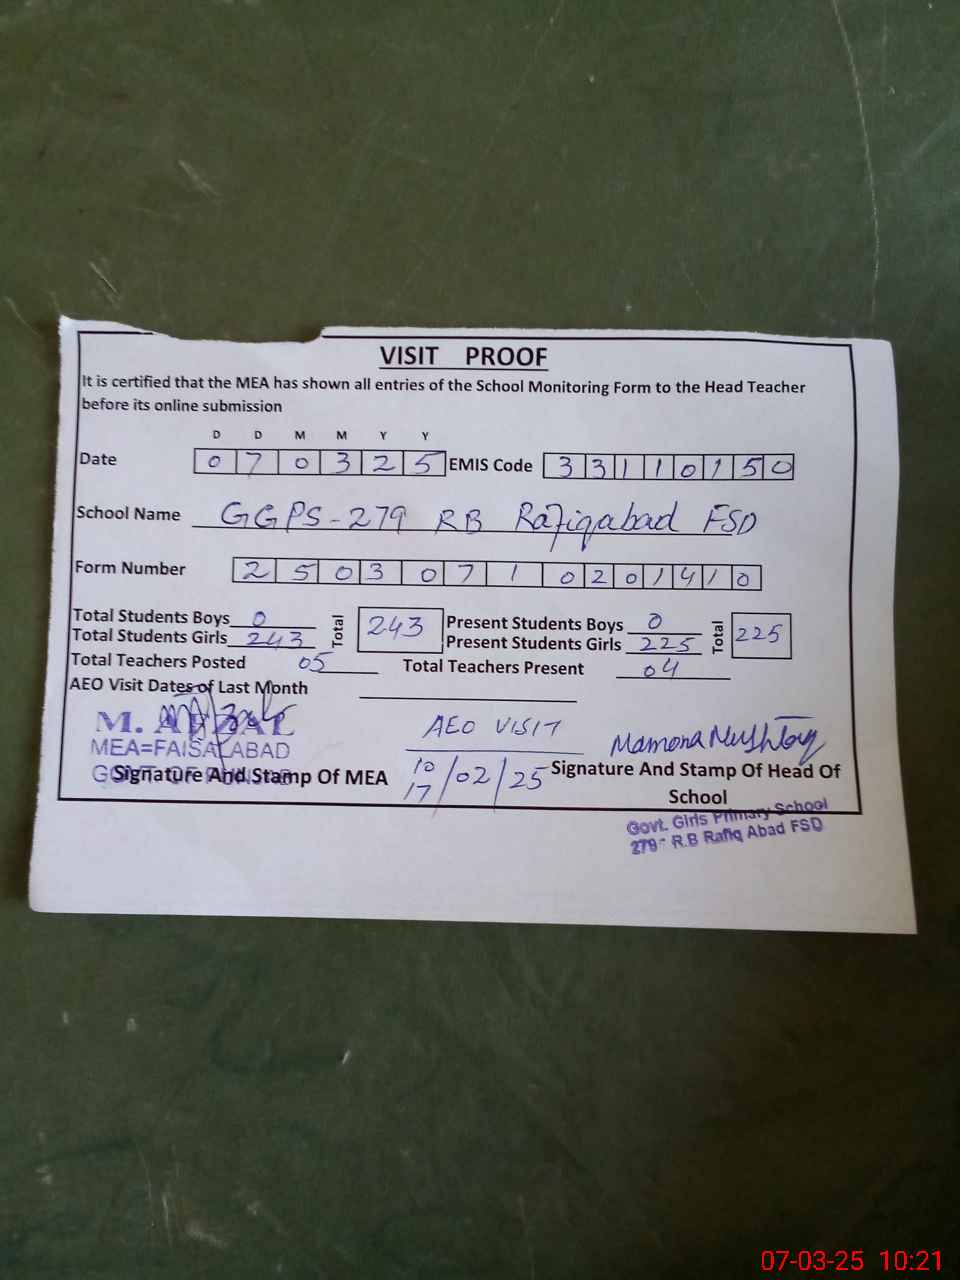 VISIT PROOF
It is certified that the MEA has shown all entries of the School Monitoring Form to the Head Teacher
before its online submission
D D M M Y Y
Date 0 7 0 3 2 5 EMIS Code 3 3 1 1 0 1 5 0
School Name GGPS-279 RB Rafiqabad FSD
Form Number 2 5 0 3 0 7 1 0 2 0 1 4 1 0
Total Students Boys 0 Total 243 Present Students Boys 0 Total 225
Total Students Girls 243 Present Students Girls 225
Total Teachers Posted 05 Total Teachers Present 04
AEO Visit Dates of Last Month
M. AFZAL AEO VISIT Mamona Mushtaq
MEA=FAISALABAD
Signature And Stamp Of MEA 10/17/02/25 Signature And Stamp Of Head Of
School
Govt. Girls Primary School
279- R.B Rafiq Abad FSD
07-03-25 10:21